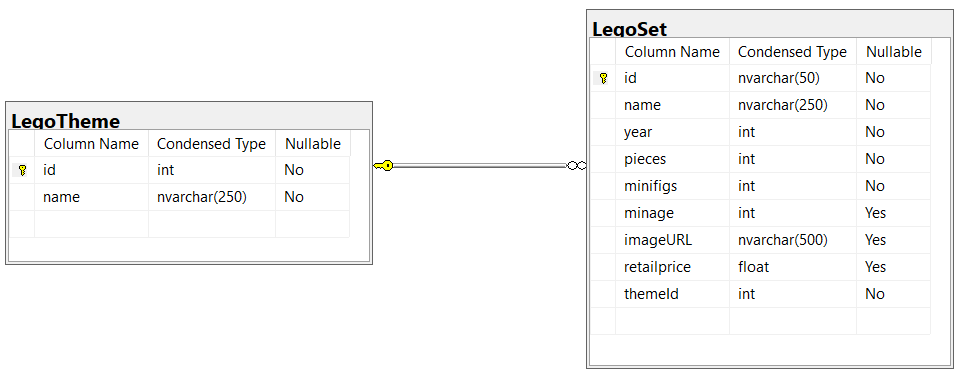 LegoTheme
Column Name Condensed Type Nullable
id int No
name nvarchar(250) No
LegoSet
Column Name Condensed Type Nullable
id nvarchar(50) No
name nvarchar(250) No
year int No
pieces int No
minifigs int No
minage int Yes
imageURL nvarchar(500) Yes
retailprice float Yes
themeId int No